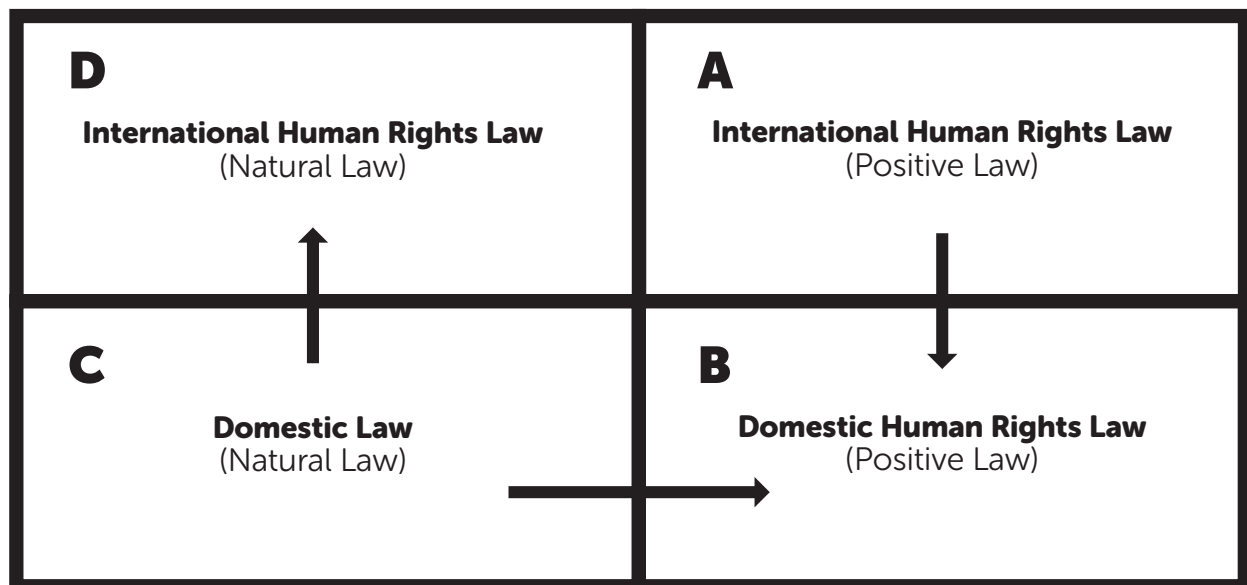 D
International Human Rights Law
(Natural Law)
A
International Human Rights Law
(Positive Law)
C
Domestic Law
(Natural Law)
B
Domestic Human Rights Law
(Positive Law)